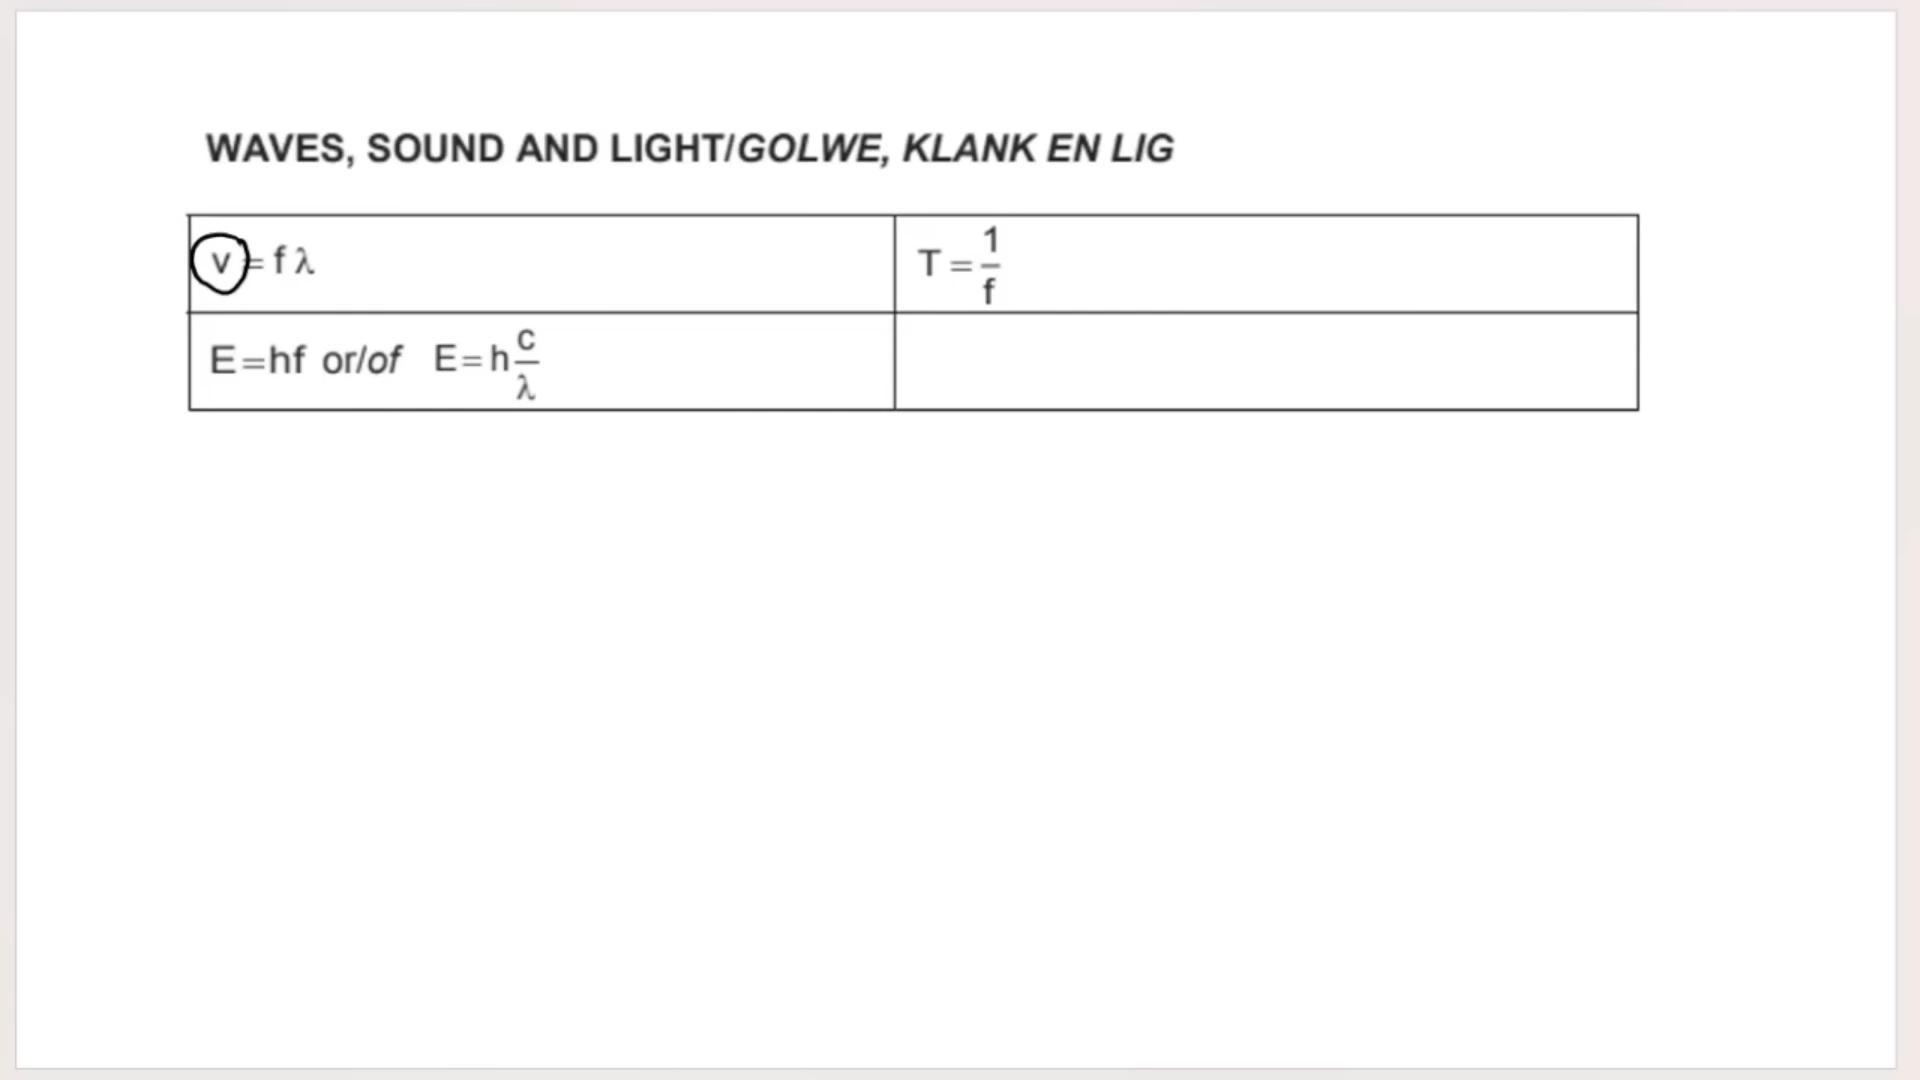 WAVES, SOUND AND LIGHT/GOLWE, KLANK EN LIG
v = f λ
T = 1/f
E = hf or/of E = h c/λ